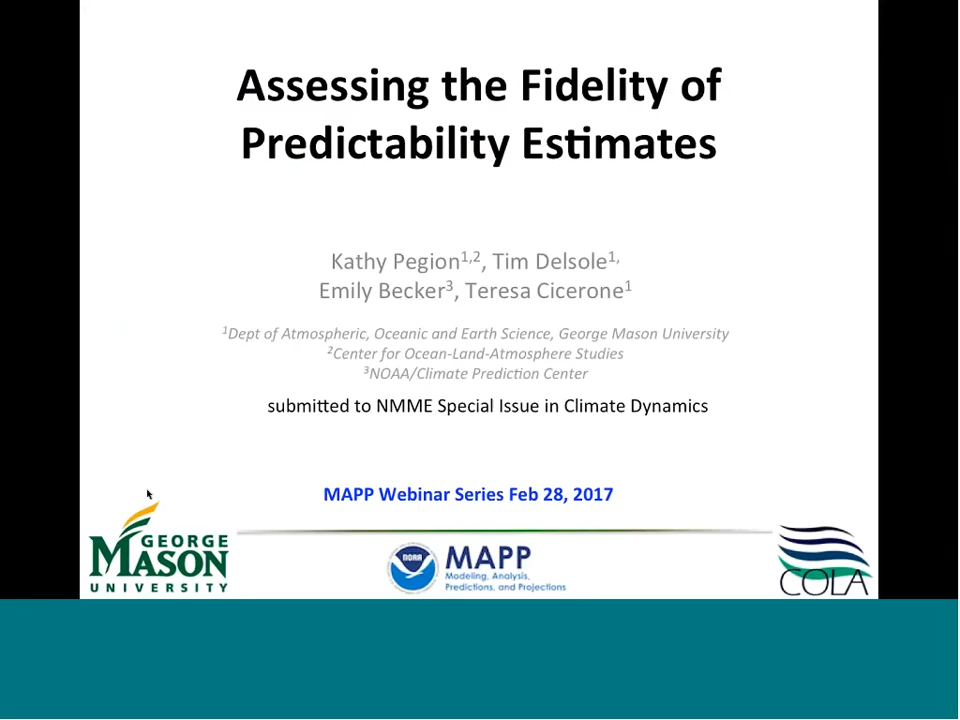 Assessing the Fidelity of
Predictability Estimates
Kathy Pegion1,2, Tim Delsole1,
Emily Becker3, Teresa Cicerone1
1Dept of Atmospheric, Oceanic and Earth Science, George Mason University
2Center for Ocean-Land-Atmosphere Studies
3NOAA/Climate Prediction Center
submitted to NMME Special Issue in Climate Dynamics
MAPP Webinar Series Feb 28, 2017
GEORGE
MASON
UNIVERSITY
NOAA
MAPP
Modeling, Analysis,
Predictions, and Projections
COLA